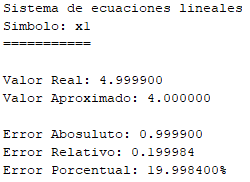 Sistema de ecuaciones lineales
Simbolo: x1
===========
Valor Real: 4.999900
Valor Aproximado: 4.000000
Error Abosuluto: 0.999900
Error Relativo: 0.199984
Error Porcentual: 19.998400%